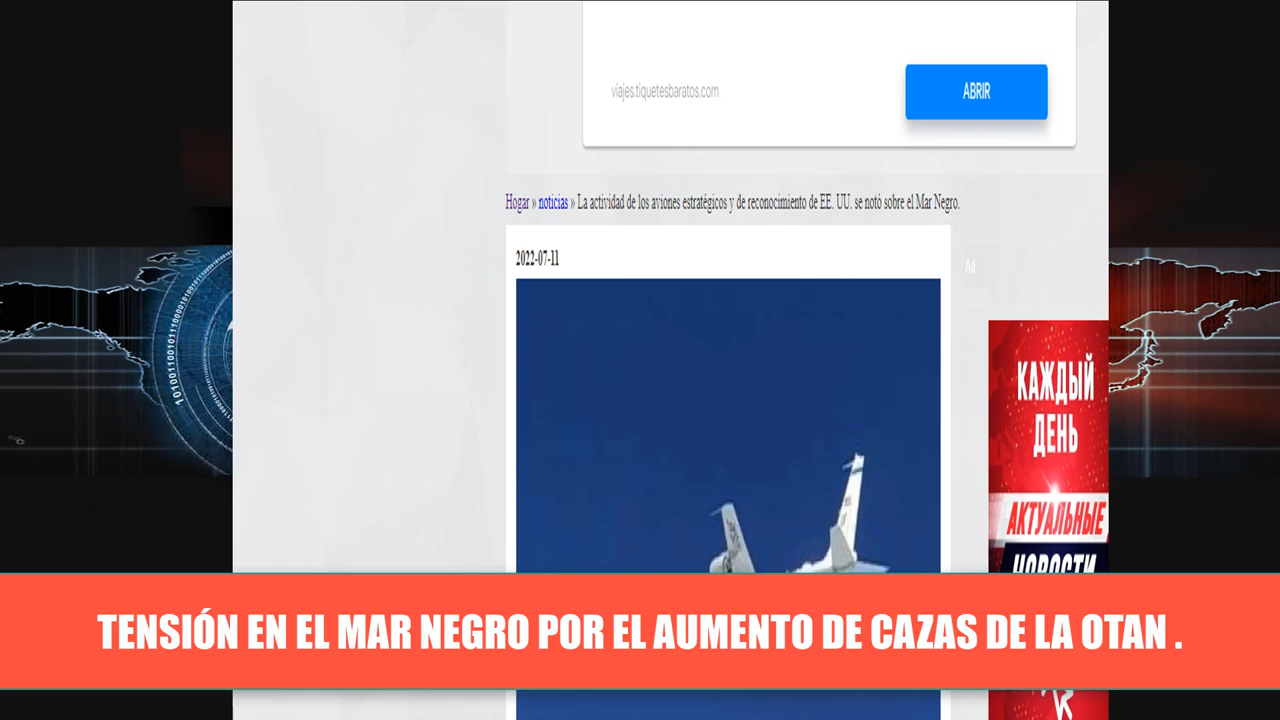 viajes.tiquetesbaratos.com
ABRIR
Hogar » noticias » La actividad de los aviones estratégicos y de reconocimiento de EE. UU. se notó sobre el Mar Negro.
2022-07-11
Ad
КАЖДЫЙ
ДЕНЬ
АКТУАЛЬНЫЕ
НОВОСТИ
TENSIÓN EN EL MAR NEGRO POR EL AUMENTO DE CAZAS DE LA OTAN .